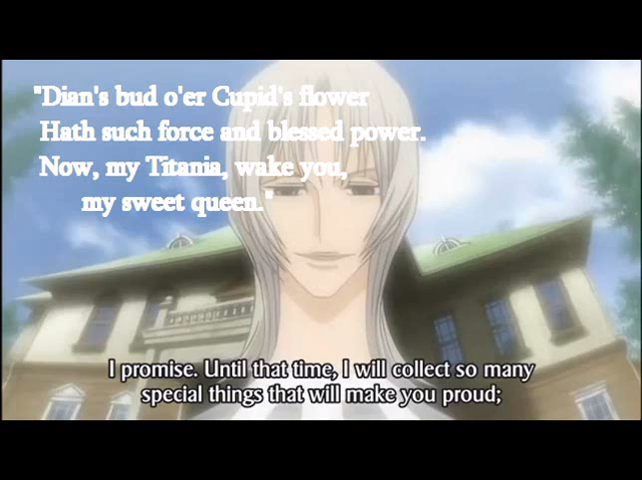 "Dian's bud o'er Cupid's flower
Hath such force and blessed power.
Now, my Titania, wake you,
my sweet queen."
I promise. Until that time, I will collect so many
special things that will make you proud;